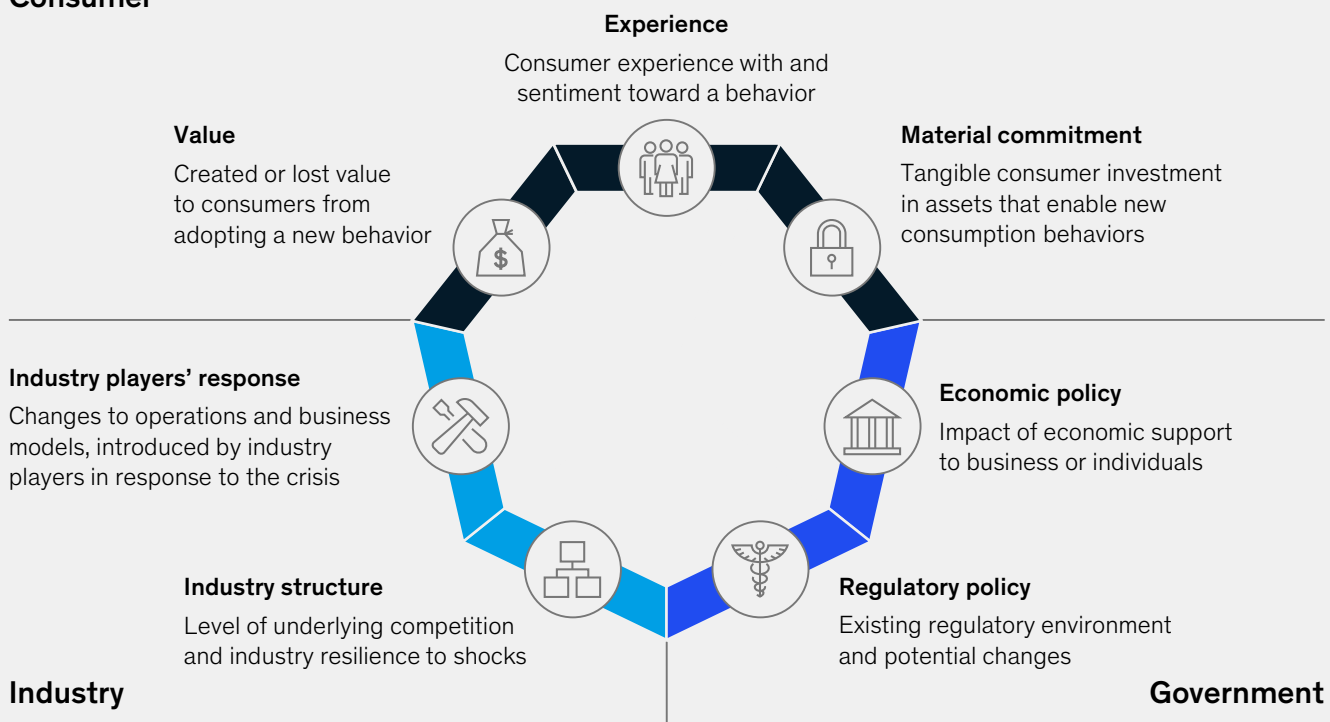 Consumer
Experience
Consumer experience with and
sentiment toward a behavior
Value
Created or lost value
to consumers from
adopting a new behavior
Material commitment
Tangible consumer investment
in assets that enable new
consumption behaviors
$
Industry players’ response
Changes to operations and business
models, introduced by industry
players in response to the crisis
Economic policy
Impact of economic support
to business or individuals
Industry structure
Level of underlying competition
and industry resilience to shocks
Regulatory policy
Existing regulatory environment
and potential changes
Industry
Government